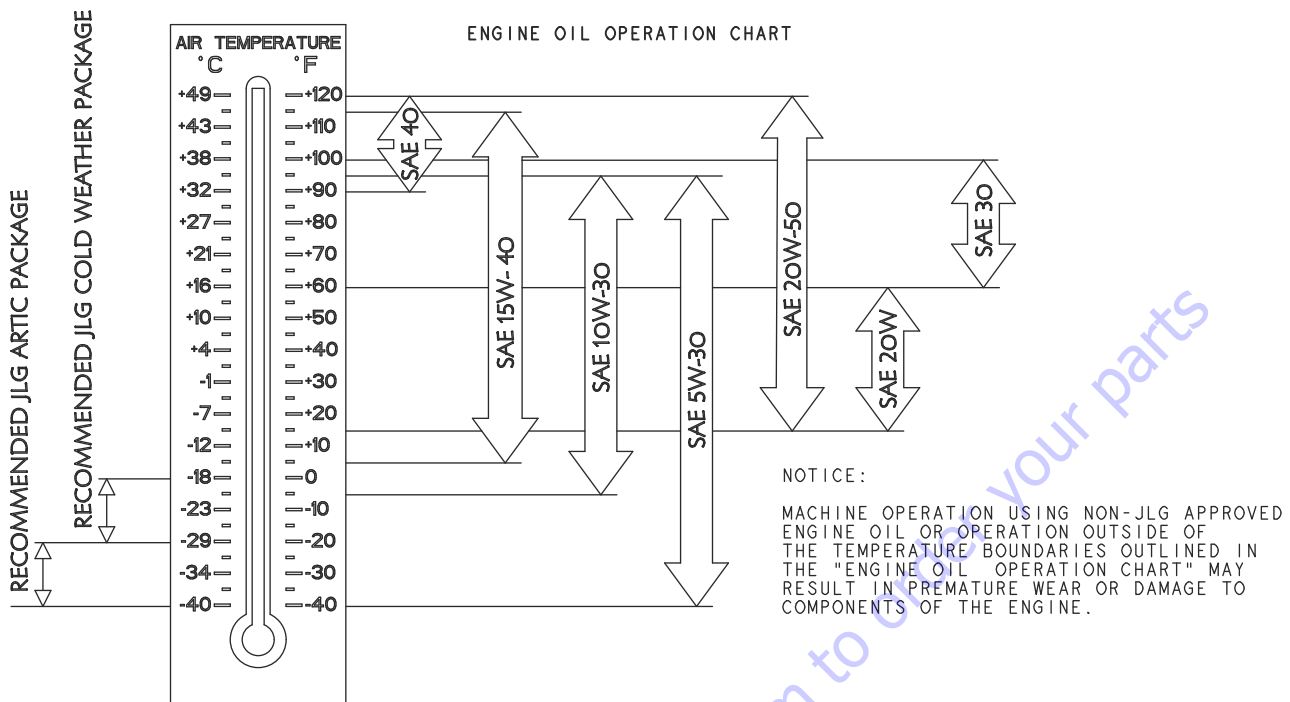 ENGINE OIL OPERATION CHART
AIR TEMPERATURE
°C °F
+49 +120
+43 +110
+38 +100
+32 +90
+27 +80
+21 +70
+16 +60
+10 +50
+4 +40
-1 +30
-7 +20
-12 +10
-18 0
-23 -10
-29 -20
-34 -30
-40 -40
RECOMMENDED JLG ARTIC PACKAGE
RECOMMENDED JLG COLD WEATHER PACKAGE
SAE 40
SAE 15W-40
SAE 10W-30
SAE 5W-30
SAE 20W-50
SAE 20W
SAE 30
NOTICE:
MACHINE OPERATION USING NON-JLG APPROVED
ENGINE OIL OR OPERATION OUTSIDE OF
THE TEMPERATURE BOUNDARIES OUTLINED IN
THE "ENGINE OIL OPERATION CHART" MAY
RESULT IN PREMATURE WEAR OR DAMAGE TO
COMPONENTS OF THE ENGINE.
to order your parts